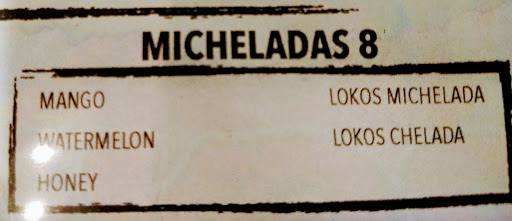 MICHELADAS 8
MANGO
WATERMELON
HONEY
LOKOS MICHELADA
LOKOS CHELADA